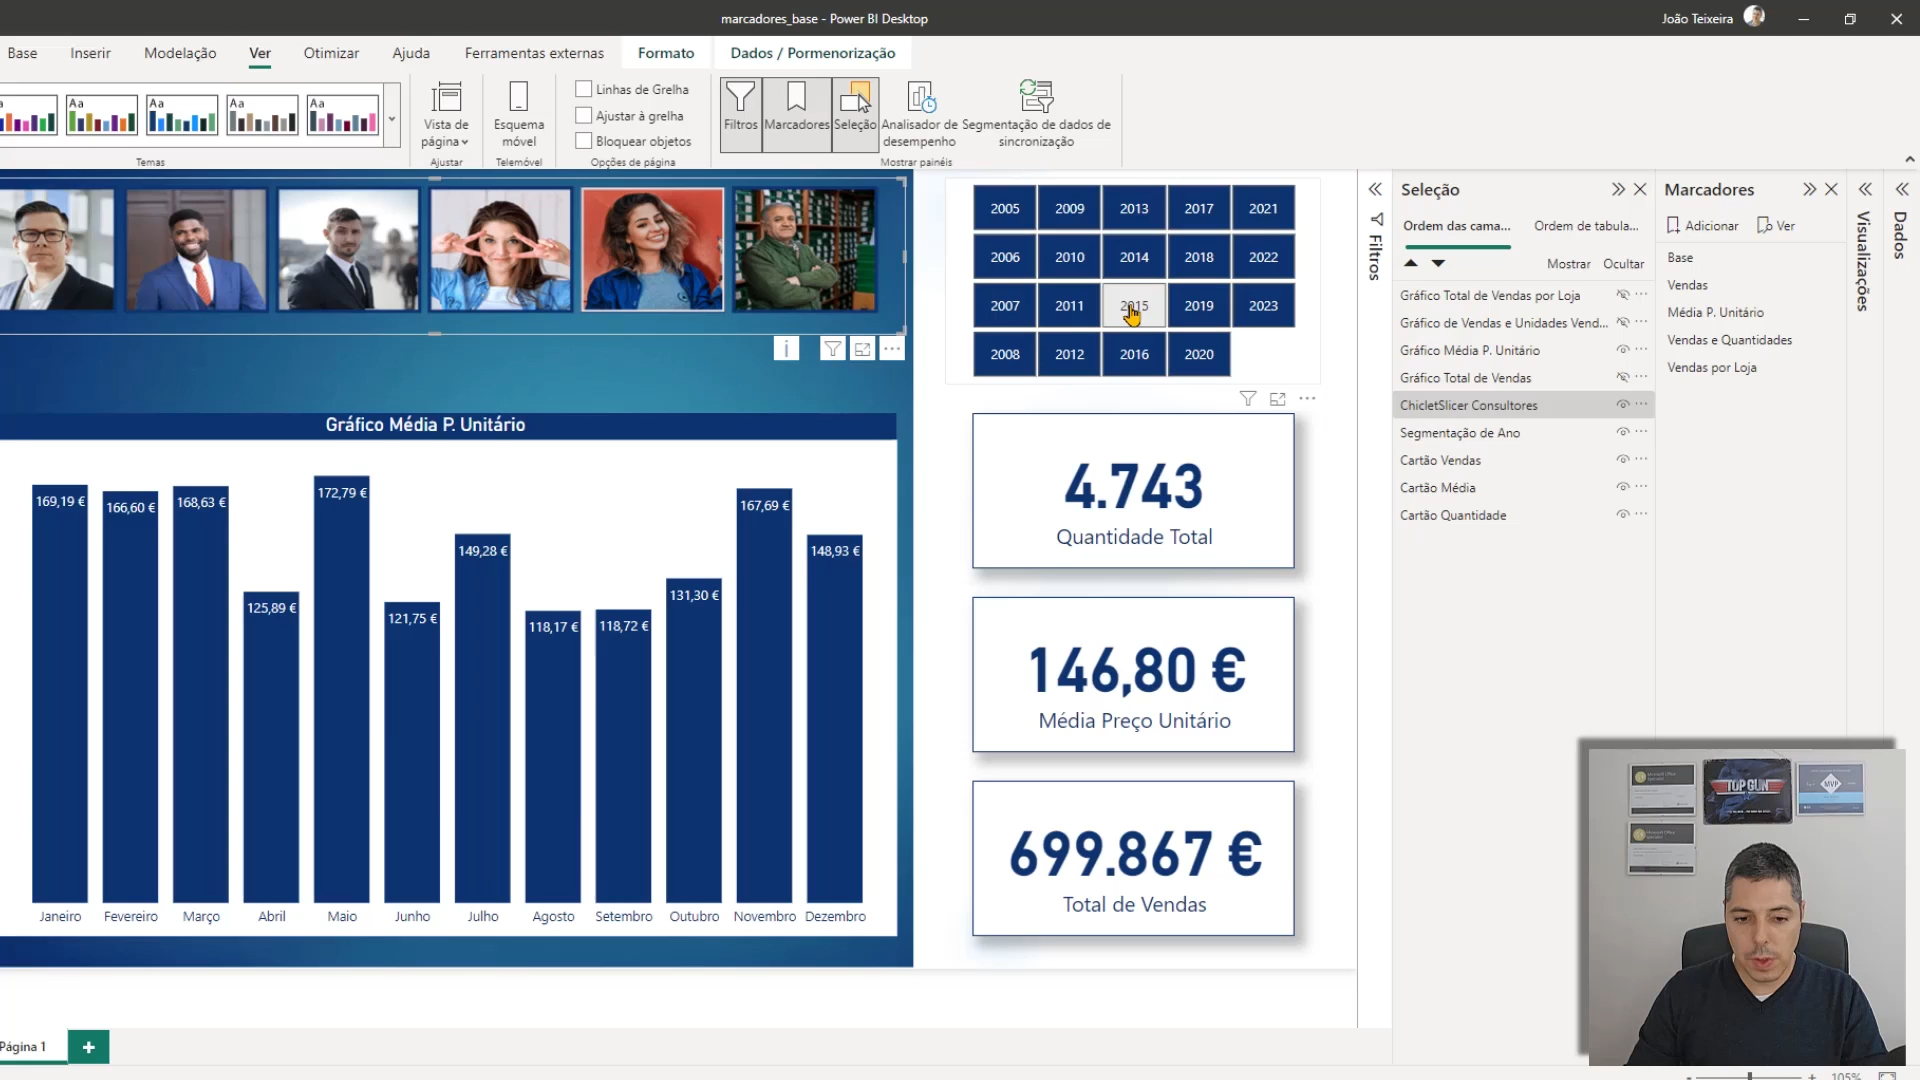 marcadores_base - Power BI Desktop
João Teixeira
Base
Inserir
Modelação
Ver
Otimizar
Ajuda
Ferramentas externas
Formato
Dados / Pormenorização
Aa
Aa
Aa
Aa
Temas
Vista de
página
Ajustar
Esquema
móvel
Telemóvel
Linhas de Grelha
Ajustar à grelha
Bloquear objetos
Opções de página
Filtros
Marcadores
Seleção
Analisador de
desempenho
Segmentação de dados de
sincronização
Mostrar painéis
2005
2009
2013
2017
2021
2006
2010
2014
2018
2022
2007
2011
2015
2019
2023
2008
2012
2016
2020
Gráfico Média P. Unitário
169,19 €
166,60 €
168,63 €
125,89 €
172,79 €
121,75 €
149,28 €
118,17 €
118,72 €
131,30 €
167,69 €
148,93 €
Janeiro
Fevereiro
Março
Abril
Maio
Junho
Julho
Agosto
Setembro
Outubro
Novembro
Dezembro
4.743
Quantidade Total
146,80 €
Média Preço Unitário
699.867 €
Total de Vendas
Filtros
Seleção
Ordem das cama...
Ordem de tabula...
Mostrar
Ocultar
Gráfico Total de Vendas por Loja
Gráfico de Vendas e Unidades Vend...
Gráfico Média P. Unitário
Gráfico Total de Vendas
ChicletSlicer Consultores
Segmentação de Ano
Cartão Vendas
Cartão Média
Cartão Quantidade
Marcadores
Adicionar
Ver
Base
Vendas
Média P. Unitário
Vendas e Quantidades
Vendas por Loja
Visualizações
Dados
TOP GUN
MVP
Página 1
105%